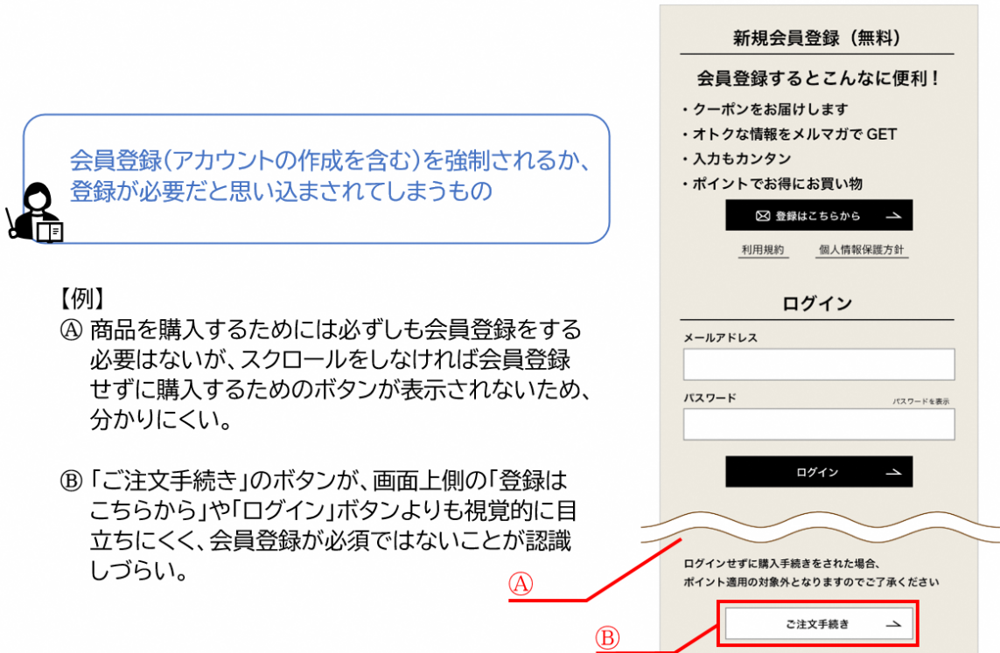 会員登録(アカウントの作成を含む)を強制されるか、
登録が必要だと思い込まされてしまうもの
【例】
Ⓐ 商品を購入するためには必ずしも会員登録をする
必要はないが、スクロールをしなければ会員登録
せずに購入するためのボタンが表示されないため、
分かりにくい。
Ⓑ 「ご注文手続き」のボタンが、画面上側の「登録は
こちらから」や「ログイン」ボタンよりも視覚的に目
立ちにくく、会員登録が必須ではないことが認識
しづらい。
新規会員登録(無料)
会員登録するとこんなに便利!
・クーポンをお届けします
・オトクな情報をメルマガで GET
・入力もカンタン
・ポイントでお得にお買い物
登録はこちらから
利用規約 個人情報保護方針
ログイン
メールアドレス
パスワード パスワードを表示
ログイン
Ⓐ
ログインせずに購入手続きをされた場合、
ポイント適用の対象外となりますのでご了承ください
Ⓑ
ご注文手続き